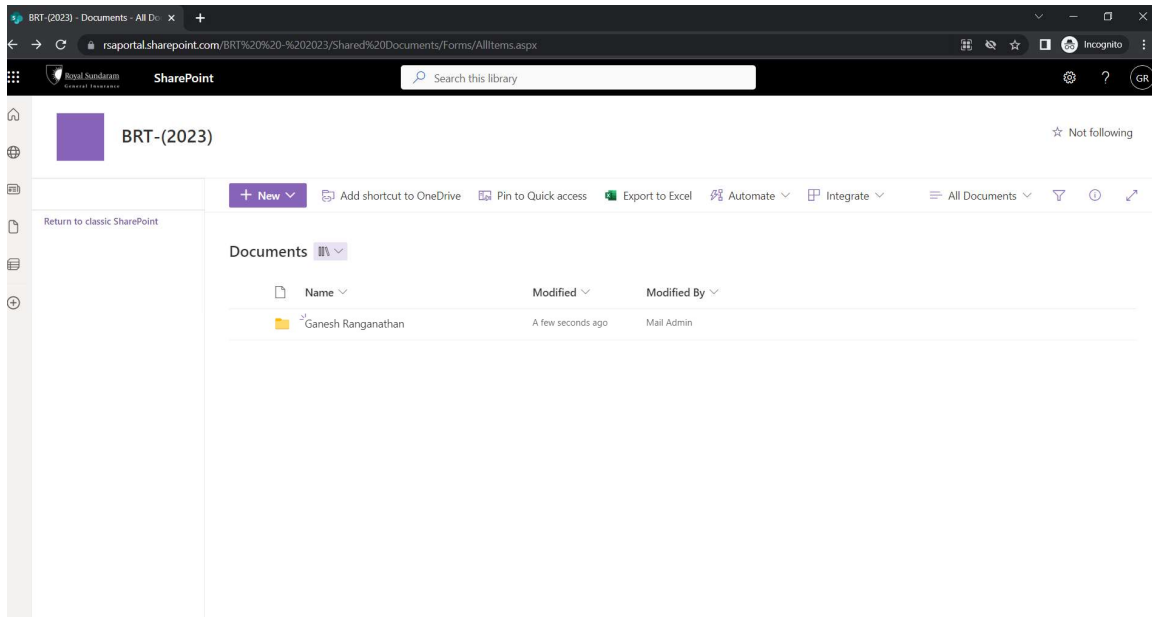 BRT-(2023) - Documents - All Do
rsaportal.sharepoint.com/BRT%20%20-%202023/Shared%20Documents/Forms/AllItems.aspx
Incognito
Royal Sundaram
General Insurance
SharePoint
Search this library
GR
BRT-(2023)
Not following
New
Add shortcut to OneDrive
Pin to Quick access
Export to Excel
Automate
Integrate
All Documents
Return to classic SharePoint
Documents
Name
Modified
Modified By
Ganesh Ranganathan
A few seconds ago
Mail Admin